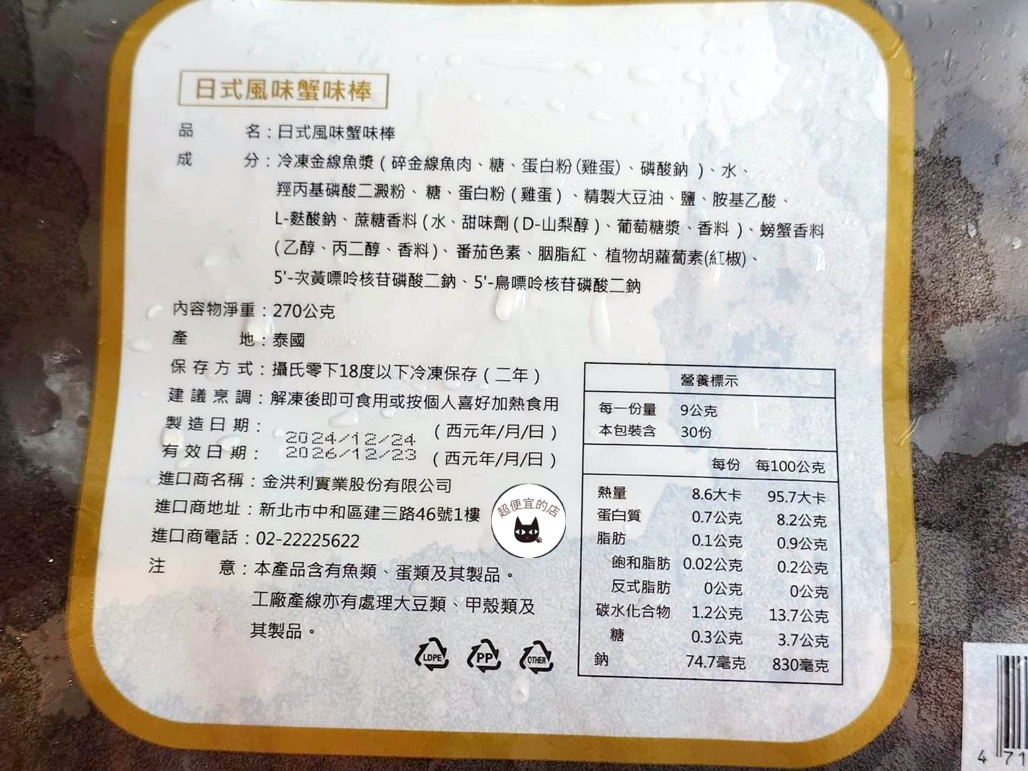 日式風味蟹味棒
品名：日式風味蟹味棒
成分：冷凍金線魚漿(碎金線魚肉、糖、蛋白粉(雞蛋)、磷酸鈉)、水、
羥丙基磷酸二澱粉、糖、蛋白粉(雞蛋)、精製大豆油、鹽、胺基乙酸、
L-麩酸鈉、蔗糖香料(水、甜味劑(D-山梨醇)、葡萄糖漿、香料)、螃蟹香料
(乙醇、丙二醇、香料)、番茄色素、胭脂紅、植物胡蘿蔔素(紅椒)、
5'-次黃嘌呤核苷磷酸二鈉、5'-鳥嘌呤核苷磷酸二鈉
內容物淨重：270公克
產地：泰國
保存方式：攝氏零下18度以下冷凍保存(二年)
建議烹調：解凍後即可食用或按個人喜好加熱食用
製造日期：2024/12/24(西元年/月/日)
有效日期：2026/12/23(西元年/月/日)
進口商名稱：金洪利實業股份有限公司
進口商地址：新北市中和區建三路46號1樓
進口商電話：02-22225622
注意：本產品含有魚類、蛋類及其製品。
工廠產線亦有處理大豆類、甲殼類及
其製品。
超便宜的店
LDPE PP OTHER
營養標示
每一份量 9公克
本包裝含 30份
每份 每100公克
熱量 8.6大卡 95.7大卡
蛋白質 0.7公克 8.2公克
脂肪 0.1公克 0.9公克
飽和脂肪 0.02公克 0.2公克
反式脂肪 0公克 0公克
碳水化合物 1.2公克 13.7公克
糖 0.3公克 3.7公克
鈉 74.7毫克 830毫克
4 71